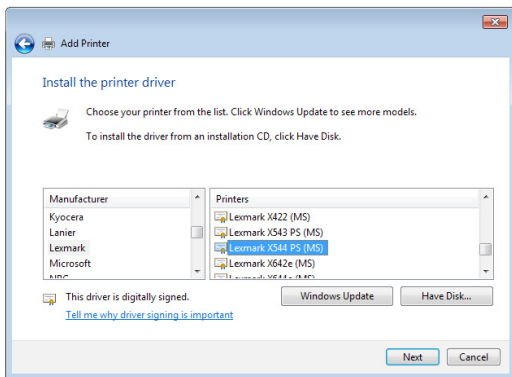 Add Printer
Install the printer driver
Choose your printer from the list. Click Windows Update to see more models.
To install the driver from an installation CD, click Have Disk.
Manufacturer
Kyocera
Lanier
Lexmark
Microsoft
Printers
Lexmark X422 (MS)
Lexmark X543 PS (MS)
Lexmark X544 PS (MS)
Lexmark X642e (MS)
This driver is digitally signed.
Tell me why driver signing is important
Windows Update
Have Disk...
Next
Cancel